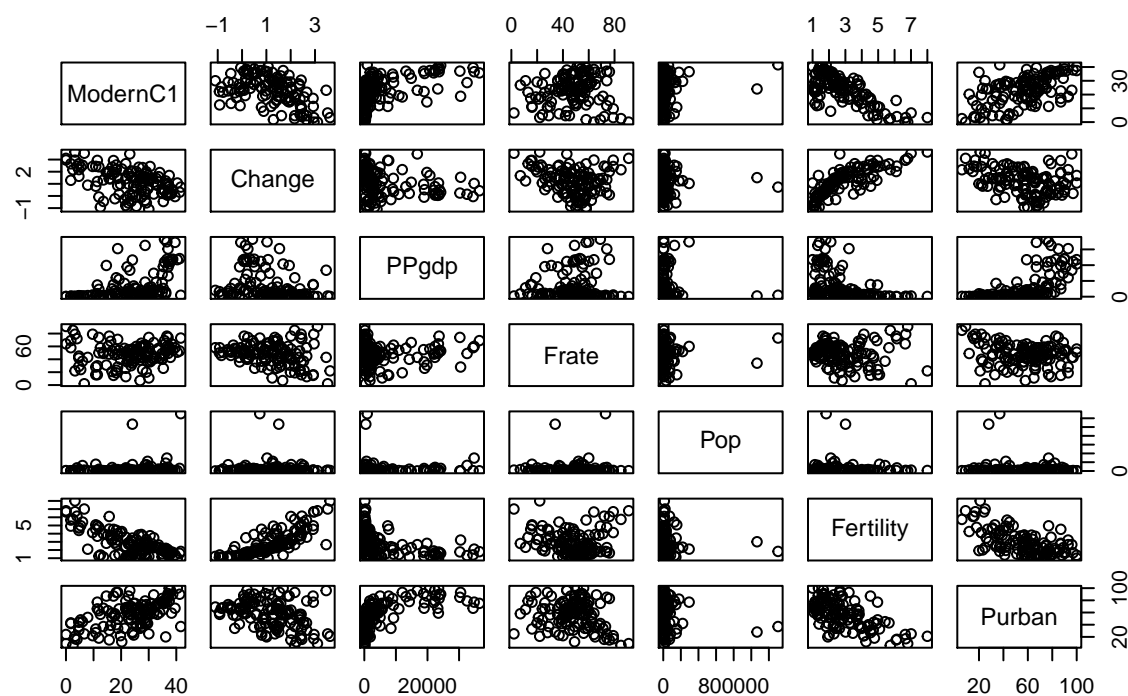 −1 1 3 0 40 80 1 3 5 7
ModernC1 0 30
−1 2 Change
PPgdp 0
0 60 Frate
Pop 0
1 5 Fertility
Purban 20 100
0 20 40 0 20000 0 800000 20 60 100